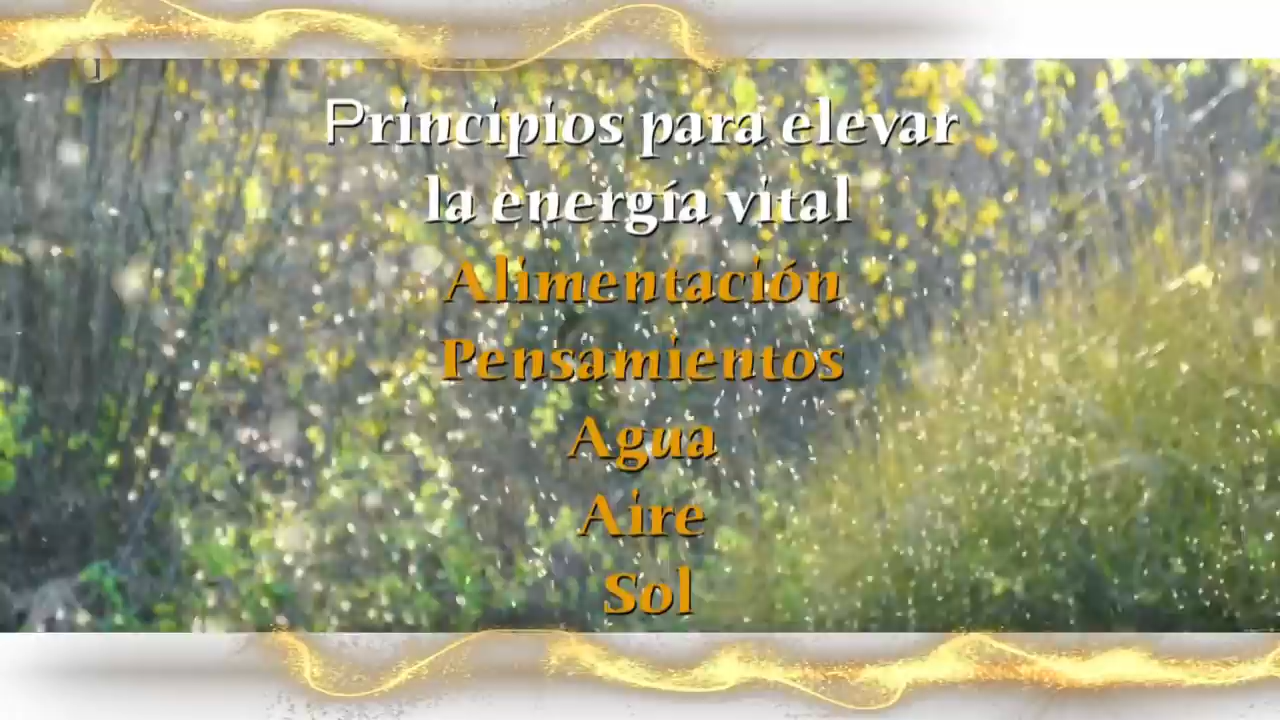 Principios para elevar
la energía vital
Alimentación
Pensamientos
Agua
Aire
Sol